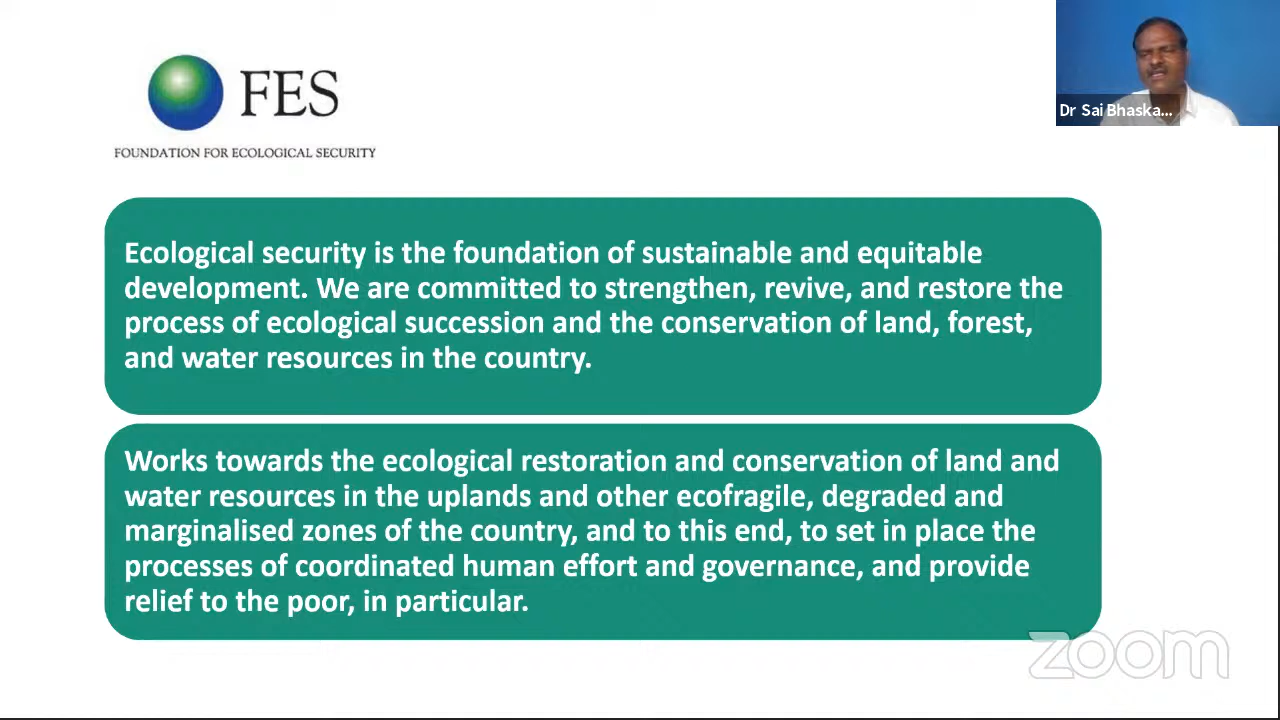 FES
FOUNDATION FOR ECOLOGICAL SECURITY
Dr Sai Bhaska...
Ecological security is the foundation of sustainable and equitable
development. We are committed to strengthen, revive, and restore the
process of ecological succession and the conservation of land, forest,
and water resources in the country.
Works towards the ecological restoration and conservation of land and
water resources in the uplands and other ecofragile, degraded and
marginalised zones of the country, and to this end, to set in place the
processes of coordinated human effort and governance, and provide
relief to the poor, in particular.
zoom